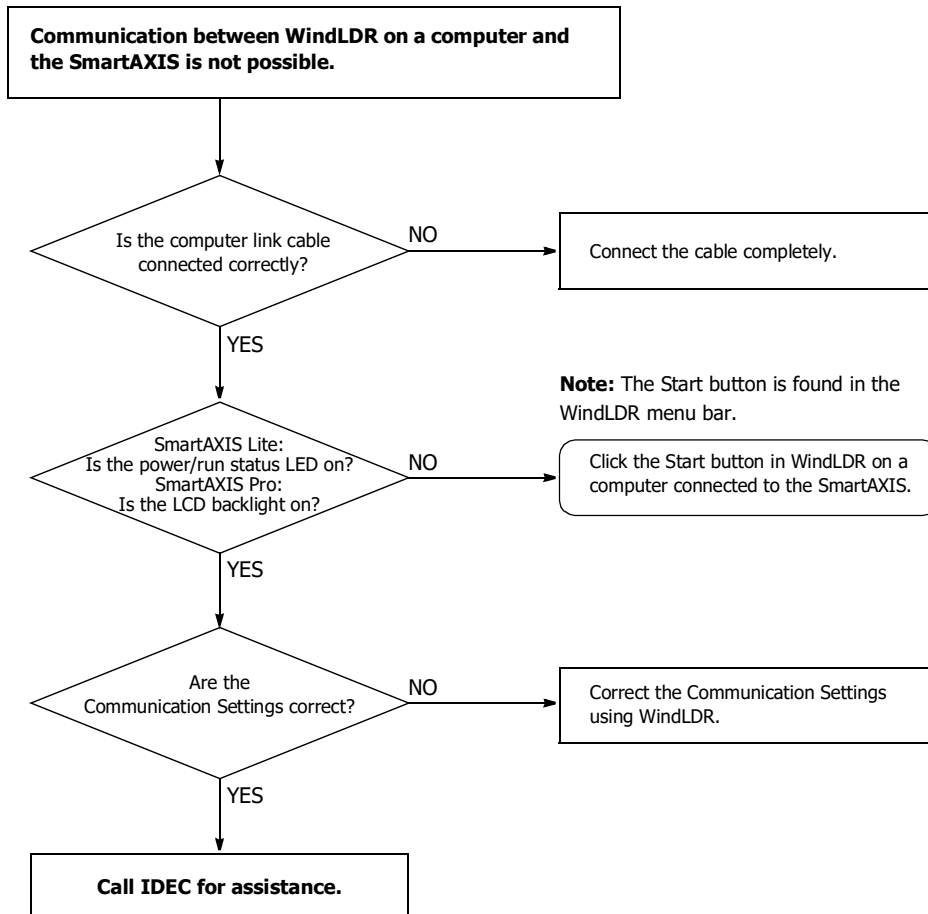 Communication between WindLDR on a computer and
the SmartAXIS is not possible.
Is the computer link cable
connected correctly?
NO
Connect the cable completely.
YES
Note: The Start button is found in the
WindLDR menu bar.
SmartAXIS Lite:
Is the power/run status LED on?
SmartAXIS Pro:
Is the LCD backlight on?
NO
Click the Start button in WindLDR on a
computer connected to the SmartAXIS.
YES
Are the
Communication Settings correct?
NO
Correct the Communication Settings
using WindLDR.
YES
Call IDEC for assistance.